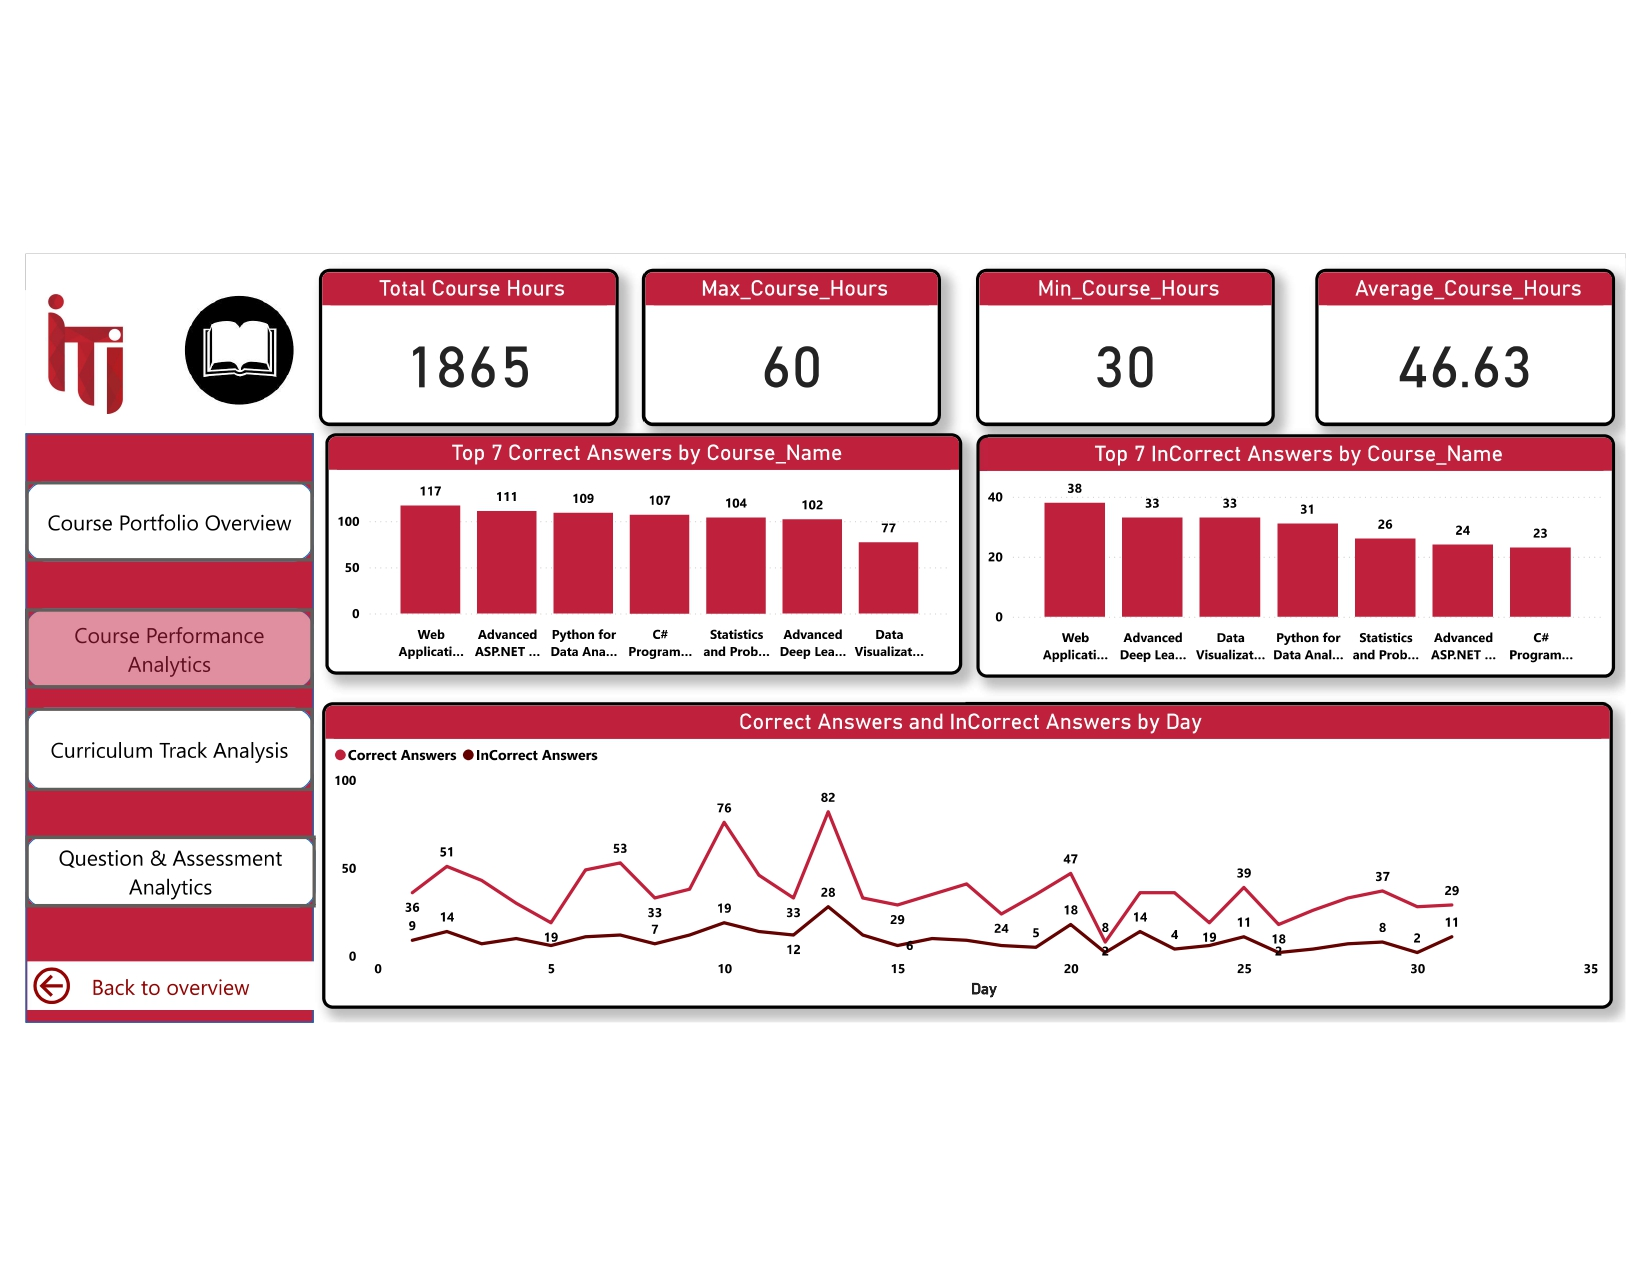 iTi
Total Course Hours
1865
Max_Course_Hours
60
Min_Course_Hours
30
Average_Course_Hours
46.63
Course Portfolio Overview
Course Performance
Analytics
Curriculum Track Analysis
Question & Assessment
Analytics
Back to overview
Top 7 Correct Answers by Course_Name
117 111 109 107 104 102 77
100
50
0
Web Advanced Python for C# Statistics Advanced Data
Applicati... ASP.NET ... Data Ana... Program... and Prob... Deep Lea... Visualizat...
Top 7 InCorrect Answers by Course_Name
38 33 33 31 26 24 23
40
20
0
Web Advanced Data Python for Statistics Advanced C#
Applicati... Deep Lea... Visualizat... Data Anal... and Prob... ASP.NET ... Program...
Correct Answers and InCorrect Answers by Day
Correct Answers InCorrect Answers
100
50
0
36 51 19 53 33 76 33 82 29 24 47 8 19 39 18 37 29
9 14 7 19 12 28 6 5 18 2 14 4 11 2 8 2 11
0 5 10 15 20 25 30 35
Day